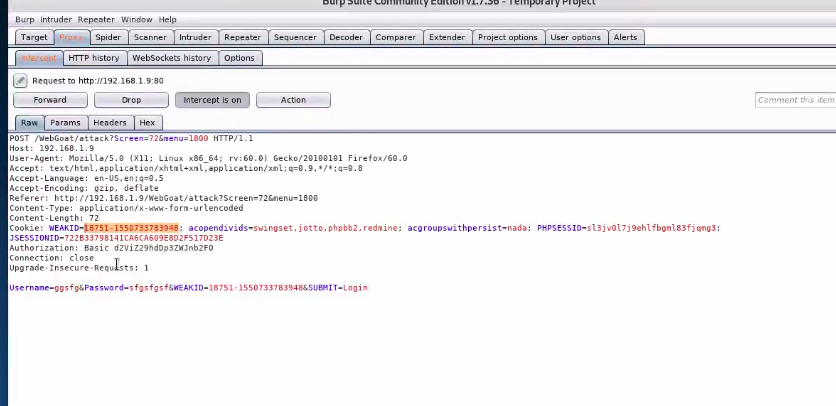 Burp Suite Community Edition v1.7.36 - Temporary Project
Burp Intruder Repeater Window Help
Target Proxy Spider Scanner Intruder Repeater Sequencer Decoder Comparer Extender Project options User options Alerts
Intercept HTTP history WebSockets history Options
Request to http://192.168.1.9:80
Forward Drop Intercept is on Action Comment this item
Raw Params Headers Hex
POST /WebGoat/attack?Screen=72&menu=1800 HTTP/1.1
Host: 192.168.1.9
User-Agent: Mozilla/5.0 (X11; Linux x86_64; rv:60.0) Gecko/20100101 Firefox/60.0
Accept: text/html,application/xhtml+xml,application/xml;q=0.9,*/*;q=0.8
Accept-Language: en-US,en;q=0.5
Accept-Encoding: gzip, deflate
Referer: http://192.168.1.9/WebGoat/attack?Screen=72&menu=1800
Content-Type: application/x-www-form-urlencoded
Content-Length: 72
Cookie: WEAKID=18751-1550733783948; acopendivids=swingset,jotto,phpbb2,redmine; acgroupswithpersist=nada; PHPSESSID=sl3jv0l7j9ehlfbgml83fjqmg3;
JSESSIONID=722B33798141CA6CA609E8D2F517D23E
Authorization: Basic d2ViZ29hdDp3ZWJnb2F0
Connection: close
Upgrade-Insecure-Requests: 1
Username=ggsfg&Password=sfgsfgsf&WEAKID=18751-1550733783948&SUBMIT=Login